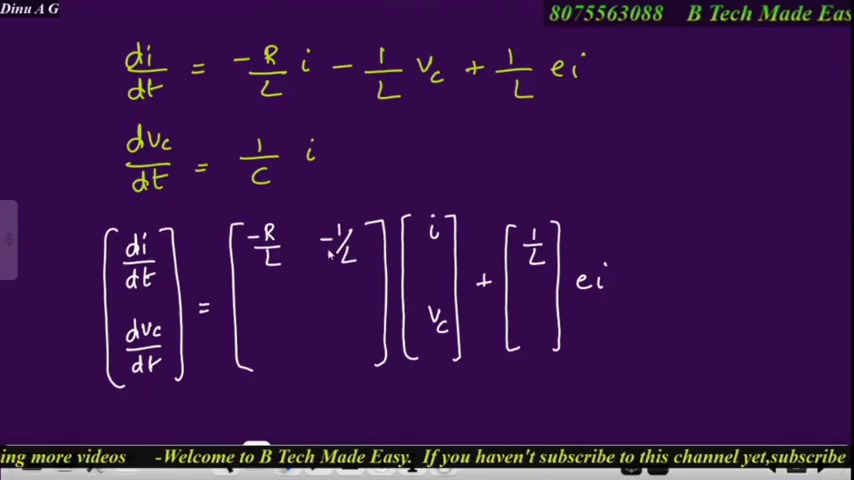 Dinu A G
8075563088 B Tech Made Eas
di/dt = -R/L i - 1/L vc + 1/L ei
dvc/dt = 1/C i
[di/dt dvc/dt] = [-R/L -1/L] [i vc] + [1/L] ei
ing more videos -Welcome to B Tech Made Easy. If you haven't subscribe to this channel yet,subscribe